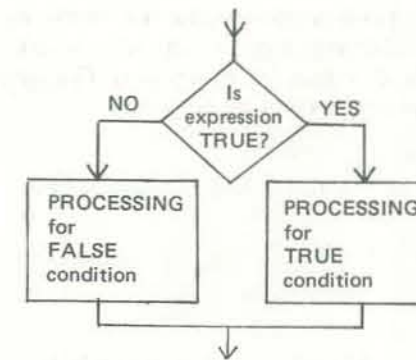 Is
expression
TRUE?
NO
YES
PROCESSING
for
FALSE
condition
PROCESSING
for
TRUE
condition